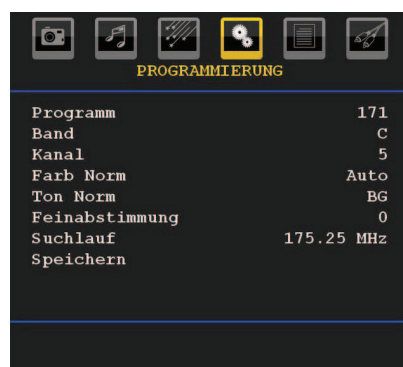 PROGRAMMIERUNG
Programm 171
Band C
Kanal 5
Farb Norm Auto
Ton Norm BG
Feinabstimmung 0
Suchlauf 175.25 MHz
Speichern